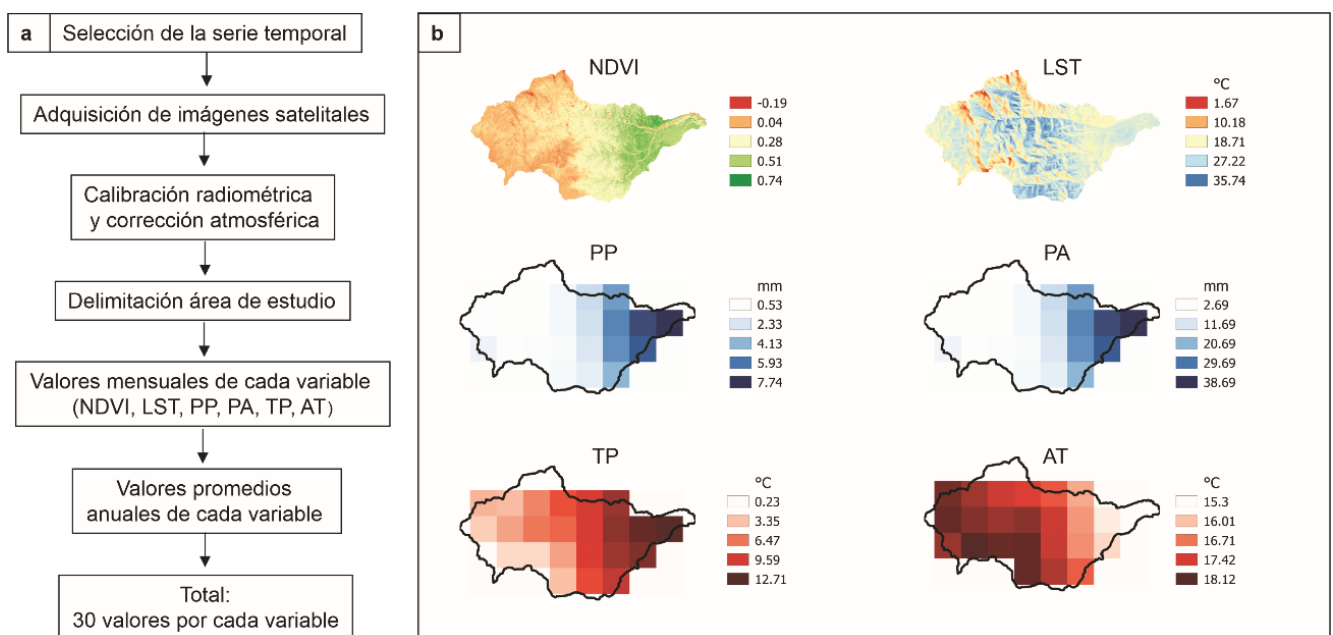 a
Selección de la serie temporal
Adquisición de imágenes satelitales
Calibración radiométrica
y corrección atmosférica
Delimitación área de estudio
Valores mensuales de cada variable
(NDVI, LST, PP, PA, TP, AT)
Valores promedios
anuales de cada variable
Total:
30 valores por cada variable
b
NDVI
-0.19
0.04
0.28
0.51
0.74
LST
°C
1.67
10.18
18.71
27.22
35.74
PP
mm
0.53
2.33
4.13
5.93
7.74
PA
mm
2.69
11.69
20.69
29.69
38.69
TP
°C
0.23
3.35
6.47
9.59
12.71
AT
°C
15.3
16.01
16.71
17.42
18.12